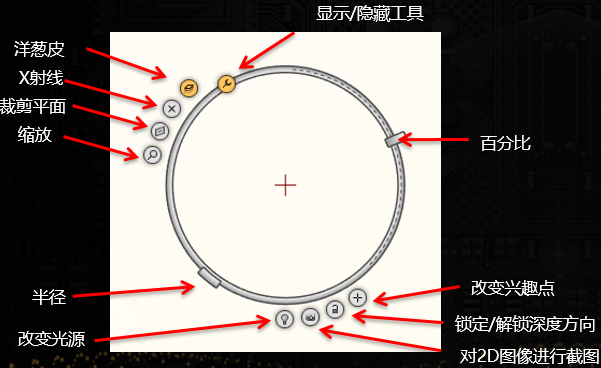 显示/隐藏工具
洋葱皮
X射线
裁剪平面
缩放
百分比
半径
改变光源
改变兴趣点
锁定/解锁深度方向
对2D图像进行截图